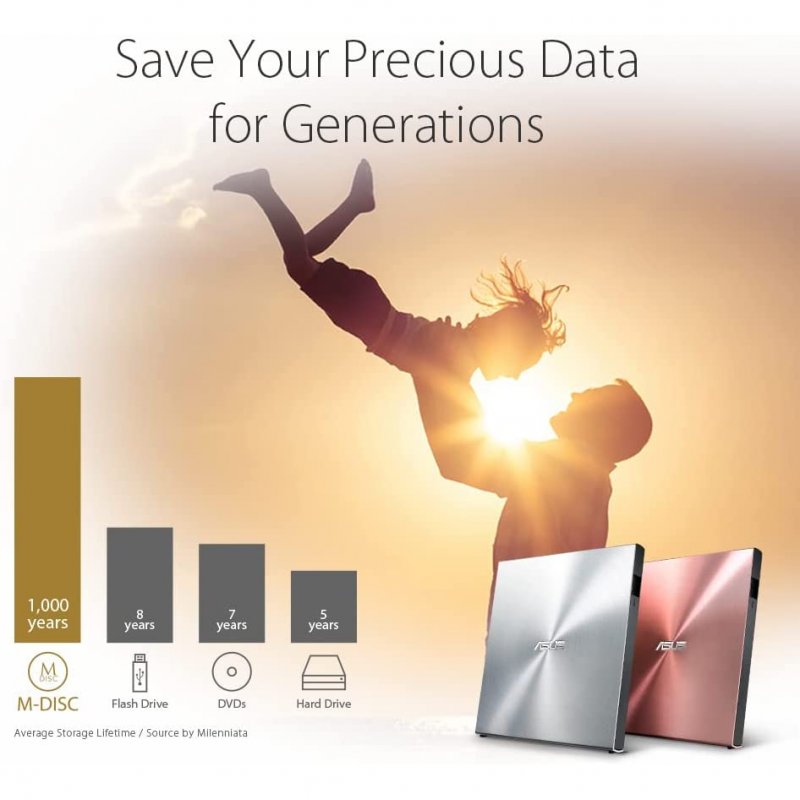 Save Your Precious Data
for Generations
1,000
years
8
years
7
years
5
years
M
DISC
M-DISC
Flash Drive
DVDs
Hard Drive
Average Storage Lifetime / Source by Milenniata
ASUS
ASUS